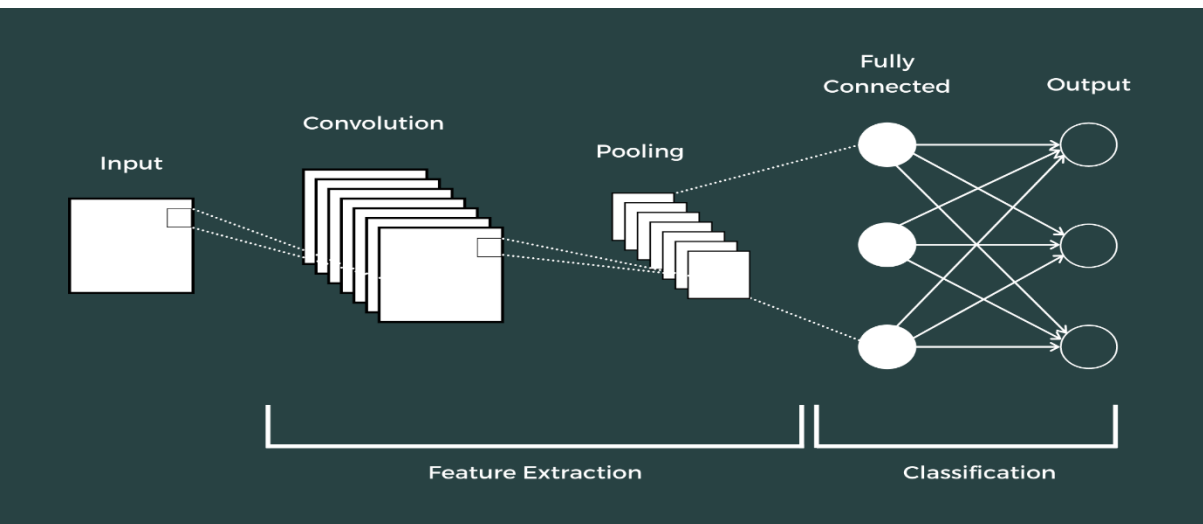 Input
Convolution
Pooling
Fully
Connected
Output
Feature Extraction
Classification